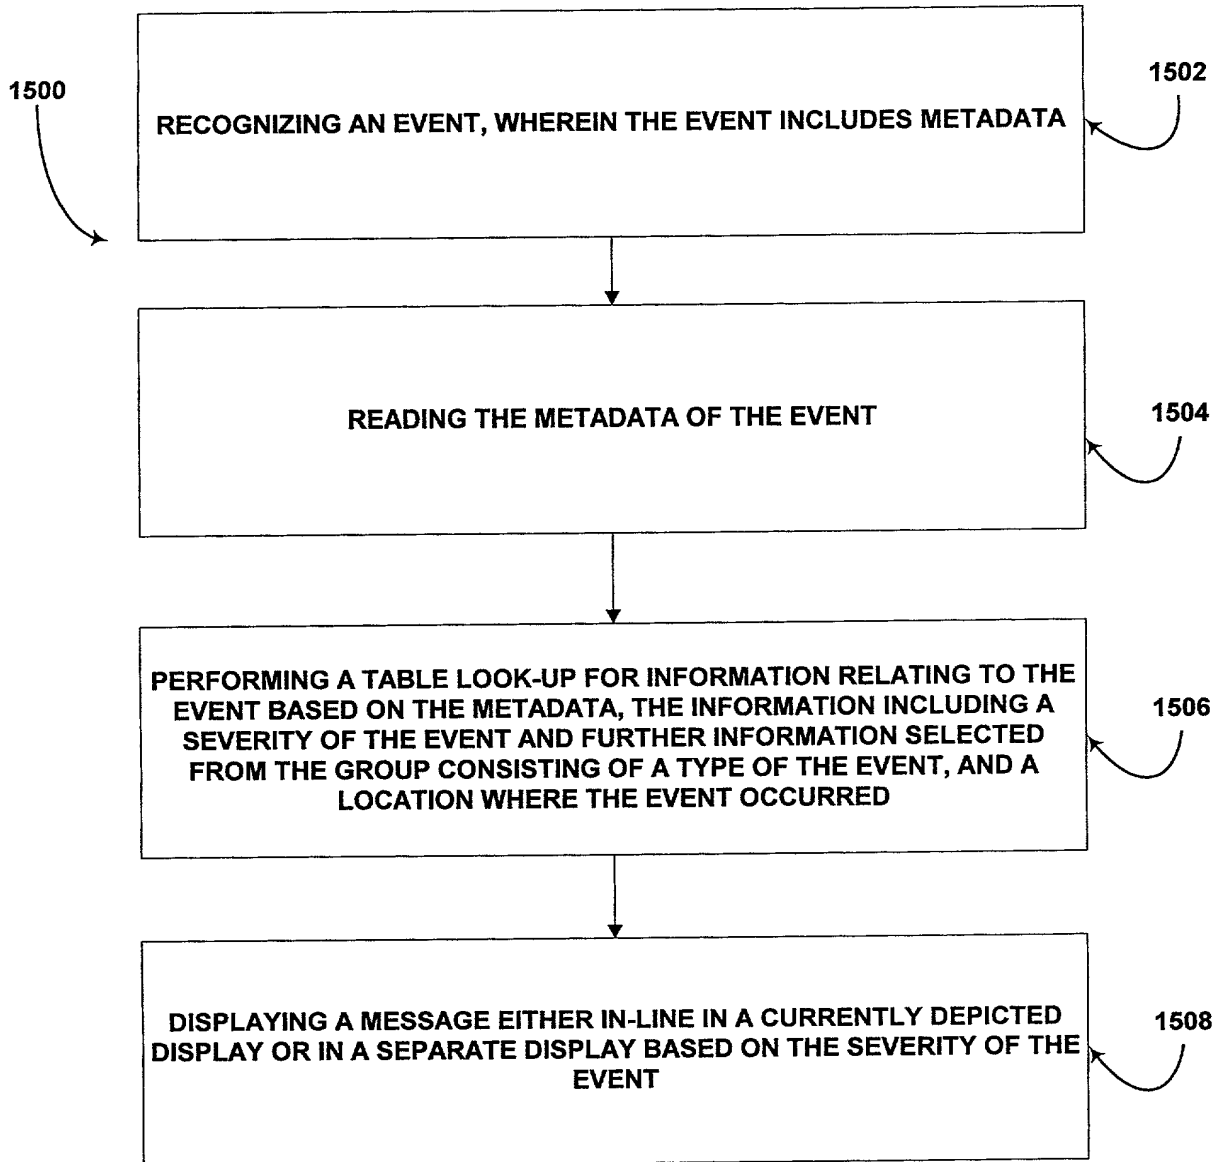 1500
1502
RECOGNIZING AN EVENT, WHEREIN THE EVENT INCLUDES METADATA
READING THE METADATA OF THE EVENT
1504
PERFORMING A TABLE LOOK-UP FOR INFORMATION RELATING TO THE
EVENT BASED ON THE METADATA, THE INFORMATION INCLUDING A
SEVERITY OF THE EVENT AND FURTHER INFORMATION SELECTED
FROM THE GROUP CONSISTING OF A TYPE OF THE EVENT, AND A
LOCATION WHERE THE EVENT OCCURRED
1506
DISPLAYING A MESSAGE EITHER IN-LINE IN A CURRENTLY DEPICTED
DISPLAY OR IN A SEPARATE DISPLAY BASED ON THE SEVERITY OF THE
EVENT
1508